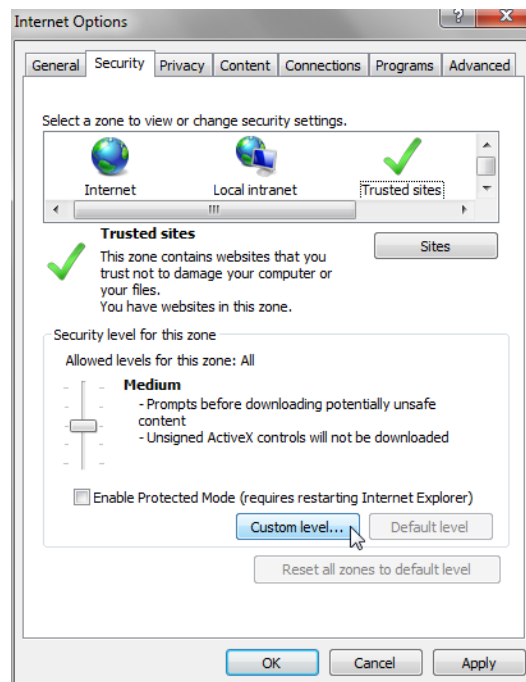 Internet Options
General Security Privacy Content Connections Programs Advanced
Select a zone to view or change security settings.
Internet Local intranet Trusted sites
Trusted sites
Sites
This zone contains websites that you
trust not to damage your computer or
your files.
You have websites in this zone.
Security level for this zone
Allowed levels for this zone: All
Medium
- Prompts before downloading potentially unsafe
content
- Unsigned ActiveX controls will not be downloaded
Enable Protected Mode (requires restarting Internet Explorer)
Custom level... Default level
Reset all zones to default level
OK Cancel Apply